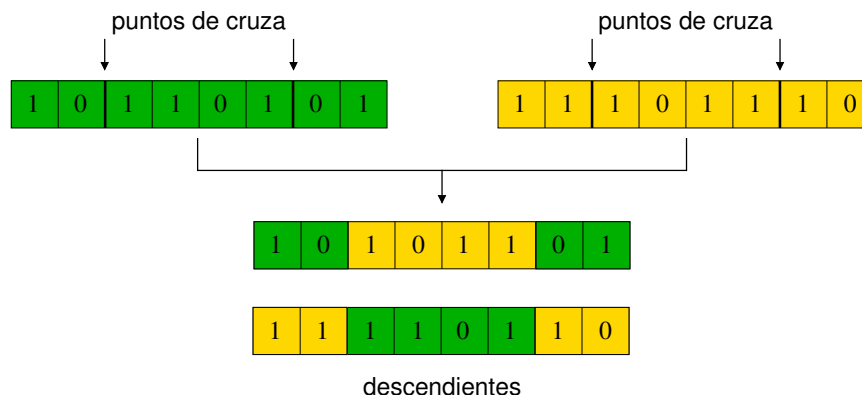 puntos de cruza puntos de cruza
1 0 1 1 0 1 0 1 1 1 1 0 1 1 1 0
1 0 1 0 1 1 0 1
1 1 1 1 0 1 1 0
descendientes